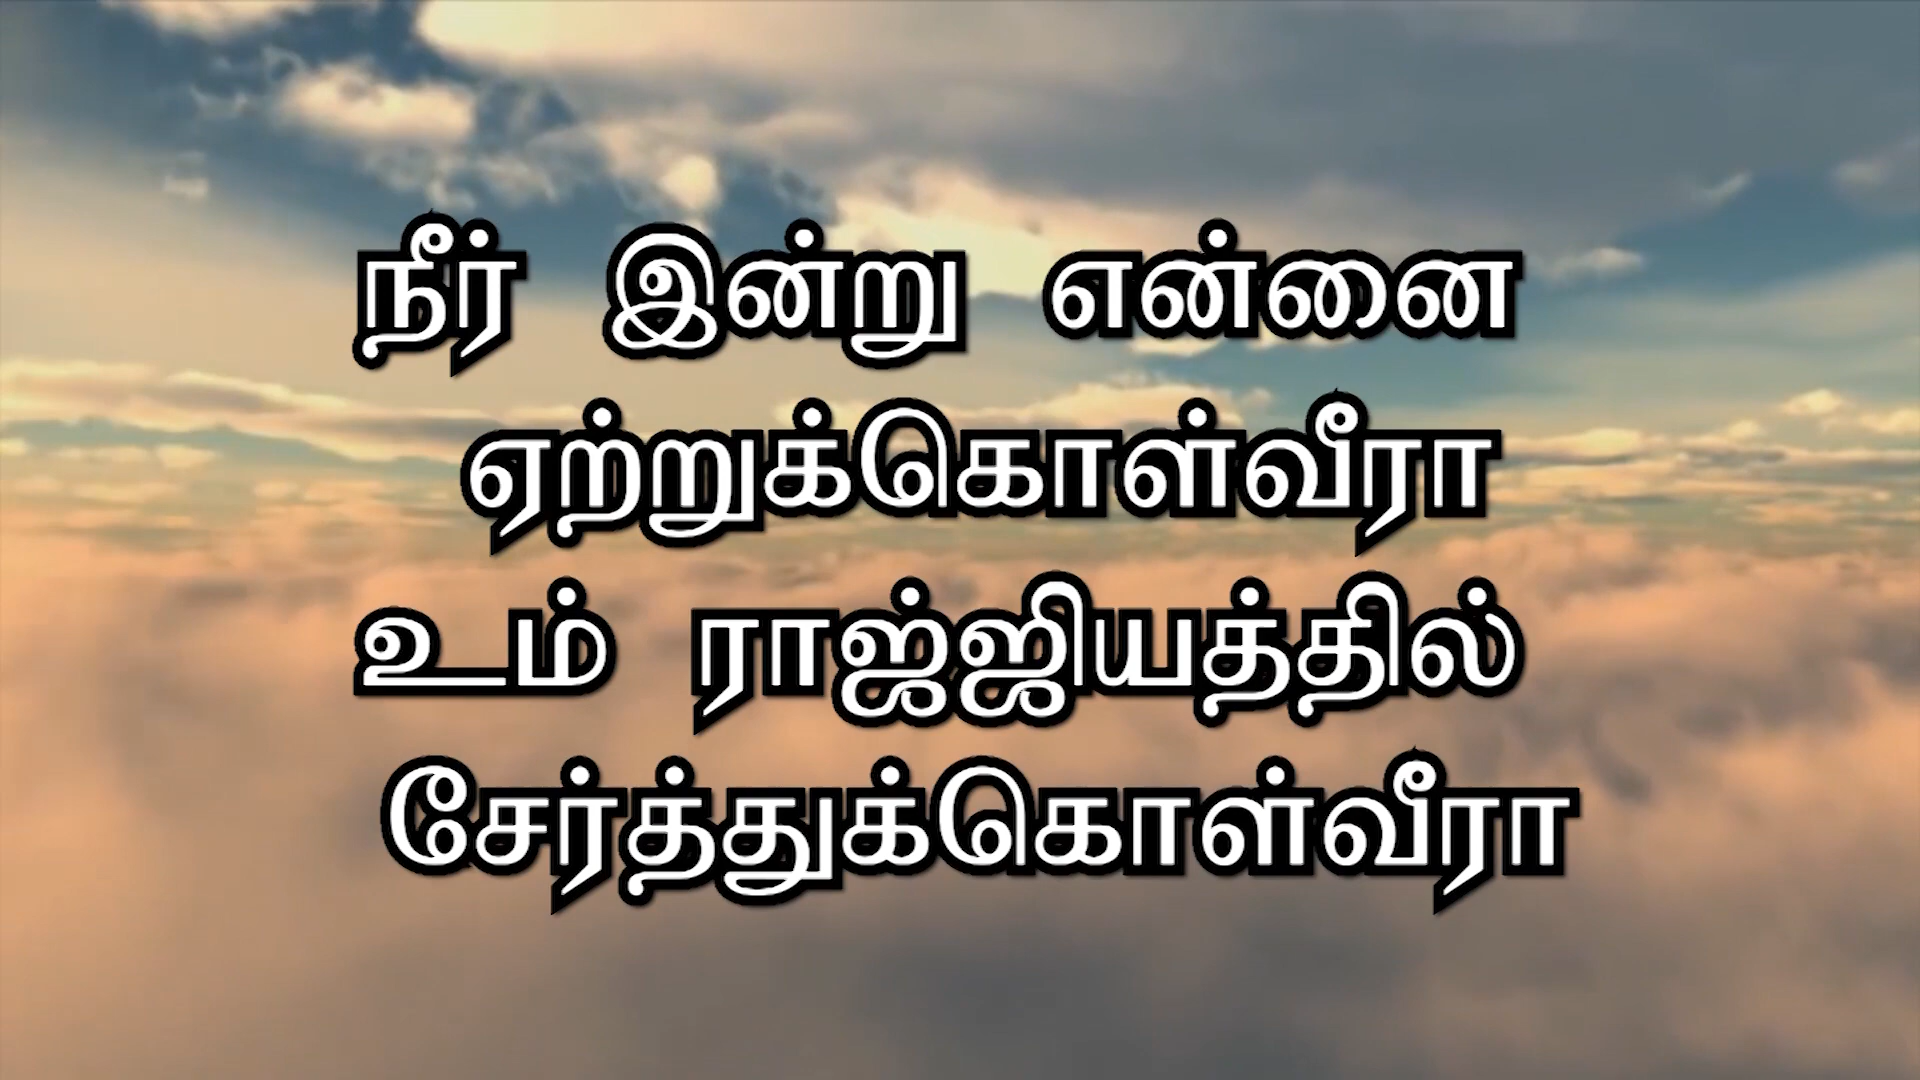 நீர் இன்று என்னை
ஏற்றுக்கொள்வீரா
உம் ராஜ்ஜியத்தில்
சேர்த்துக்கொள்வீரா